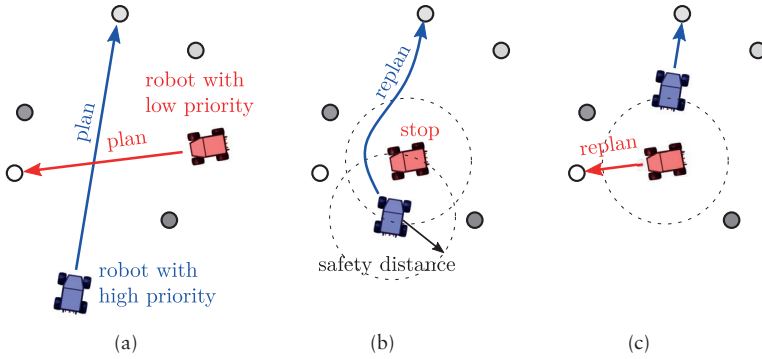 plan
robot with
low priority
plan
robot with
high priority
(a)
replan
stop
safety distance
(b)
replan
(c)